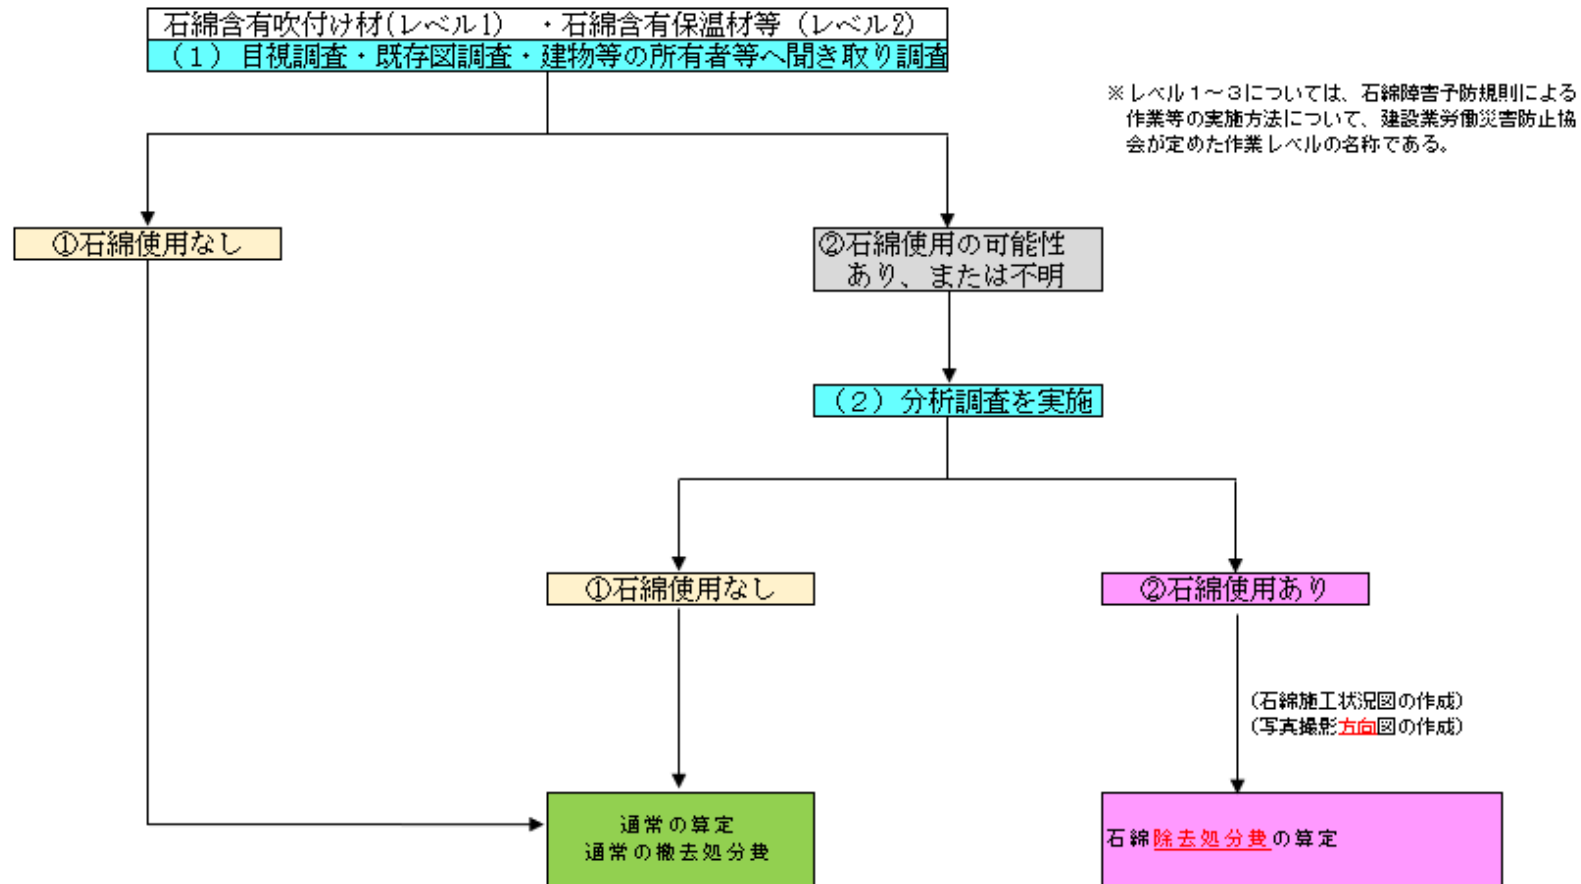 石綿含有吹付け材(レベル1) ・石綿含有保温材等(レベル2)
(1)目視調査・既存図調査・建物等の所有者等へ聞き取り調査
※レベル1~3については、石綿障害予防規則による
作業等の実施方法について、建設業労働災害防止協
会が定めた作業レベルの名称である。
①石綿使用なし
②石綿使用の可能性
あり、または不明
(2)分析調査を実施
①石綿使用なし
②石綿使用あり
(石綿施工状況図の作成)
(写真撮影方向図の作成)
通常の算定
通常の撤去処分費
石綿除去処分費の算定